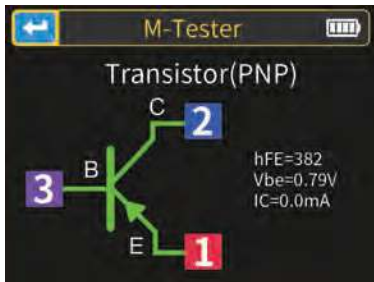 M-Tester
Transistor(PNP)
C
2
B
3
hFE=382
Vbe=0.79V
IC=0.0mA
E
1